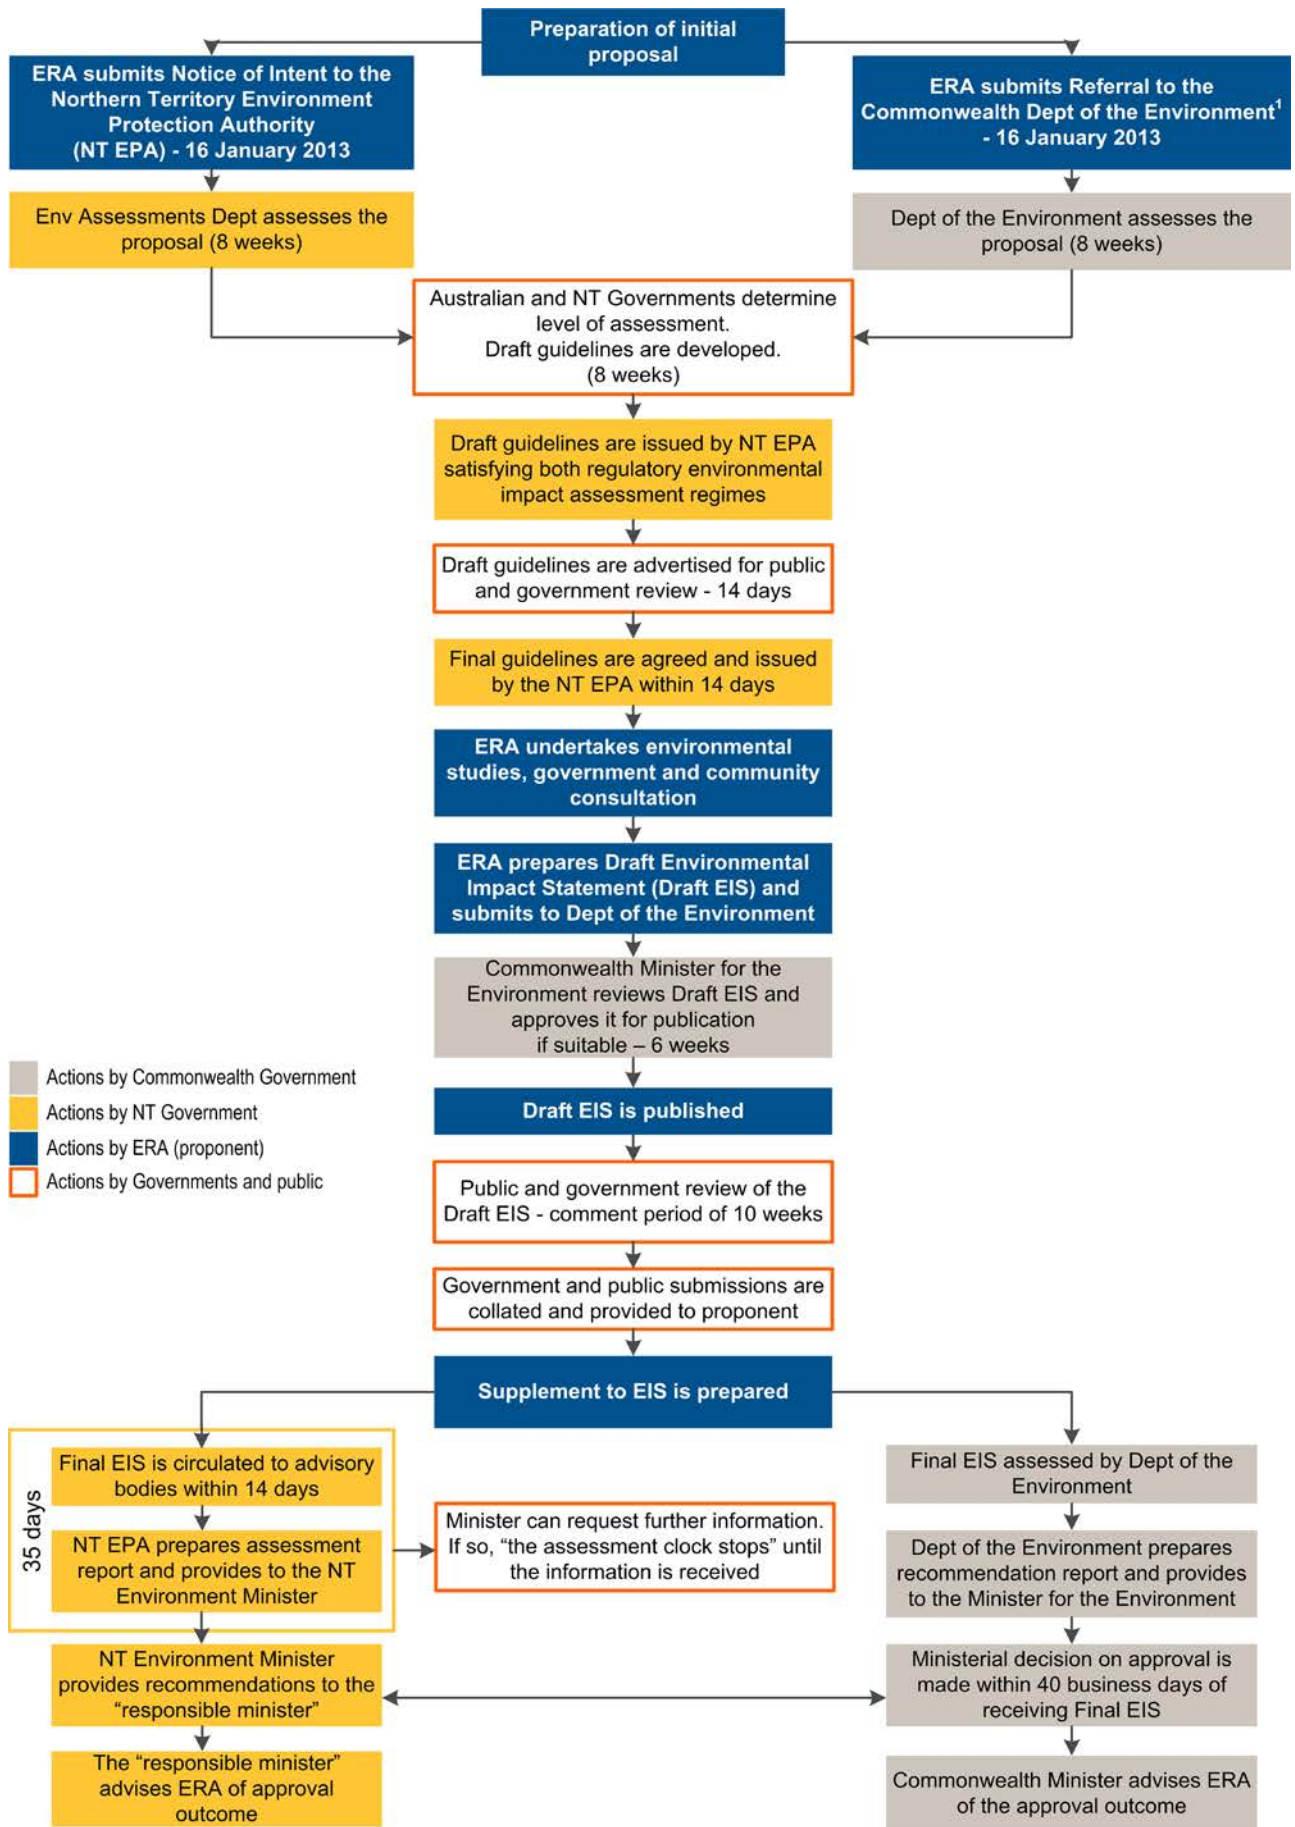 Preparation of initial
proposal
ERA submits Notice of Intent to the
Northern Territory Environment
Protection Authority
(NT EPA) - 16 January 2013
ERA submits Referral to the
Commonwealth Dept of the Environment¹
- 16 January 2013
Env Assessments Dept assesses the
proposal (8 weeks)
Dept of the Environment assesses the
proposal (8 weeks)
Australian and NT Governments determine
level of assessment.
Draft guidelines are developed.
(8 weeks)
Draft guidelines are issued by NT EPA
satisfying both regulatory environmental
impact assessment regimes
Draft guidelines are advertised for public
and government review - 14 days
Final guidelines are agreed and issued
by the NT EPA within 14 days
ERA undertakes environmental
studies, government and community
consultation
ERA prepares Draft Environmental
Impact Statement (Draft EIS) and
submits to Dept of the Environment
Commonwealth Minister for the
Environment reviews Draft EIS and
approves it for publication
if suitable – 6 weeks
Actions by Commonwealth Government
Actions by NT Government
Actions by ERA (proponent)
Actions by Governments and public
Draft EIS is published
Public and government review of the
Draft EIS - comment period of 10 weeks
Government and public submissions are
collated and provided to proponent
Supplement to EIS is prepared
35 days
Final EIS is circulated to advisory
bodies within 14 days
NT EPA prepares assessment
report and provides to the NT
Environment Minister
Minister can request further information.
If so, “the assessment clock stops” until
the information is received
Final EIS assessed by Dept of the
Environment
Dept of the Environment prepares
recommendation report and provides
to the Minister for the Environment
NT Environment Minister
provides recommendations to the
“responsible minister”
Ministerial decision on approval is
made within 40 business days of
receiving Final EIS
The “responsible minister”
advises ERA of approval
outcome
Commonwealth Minister advises ERA
of the approval outcome